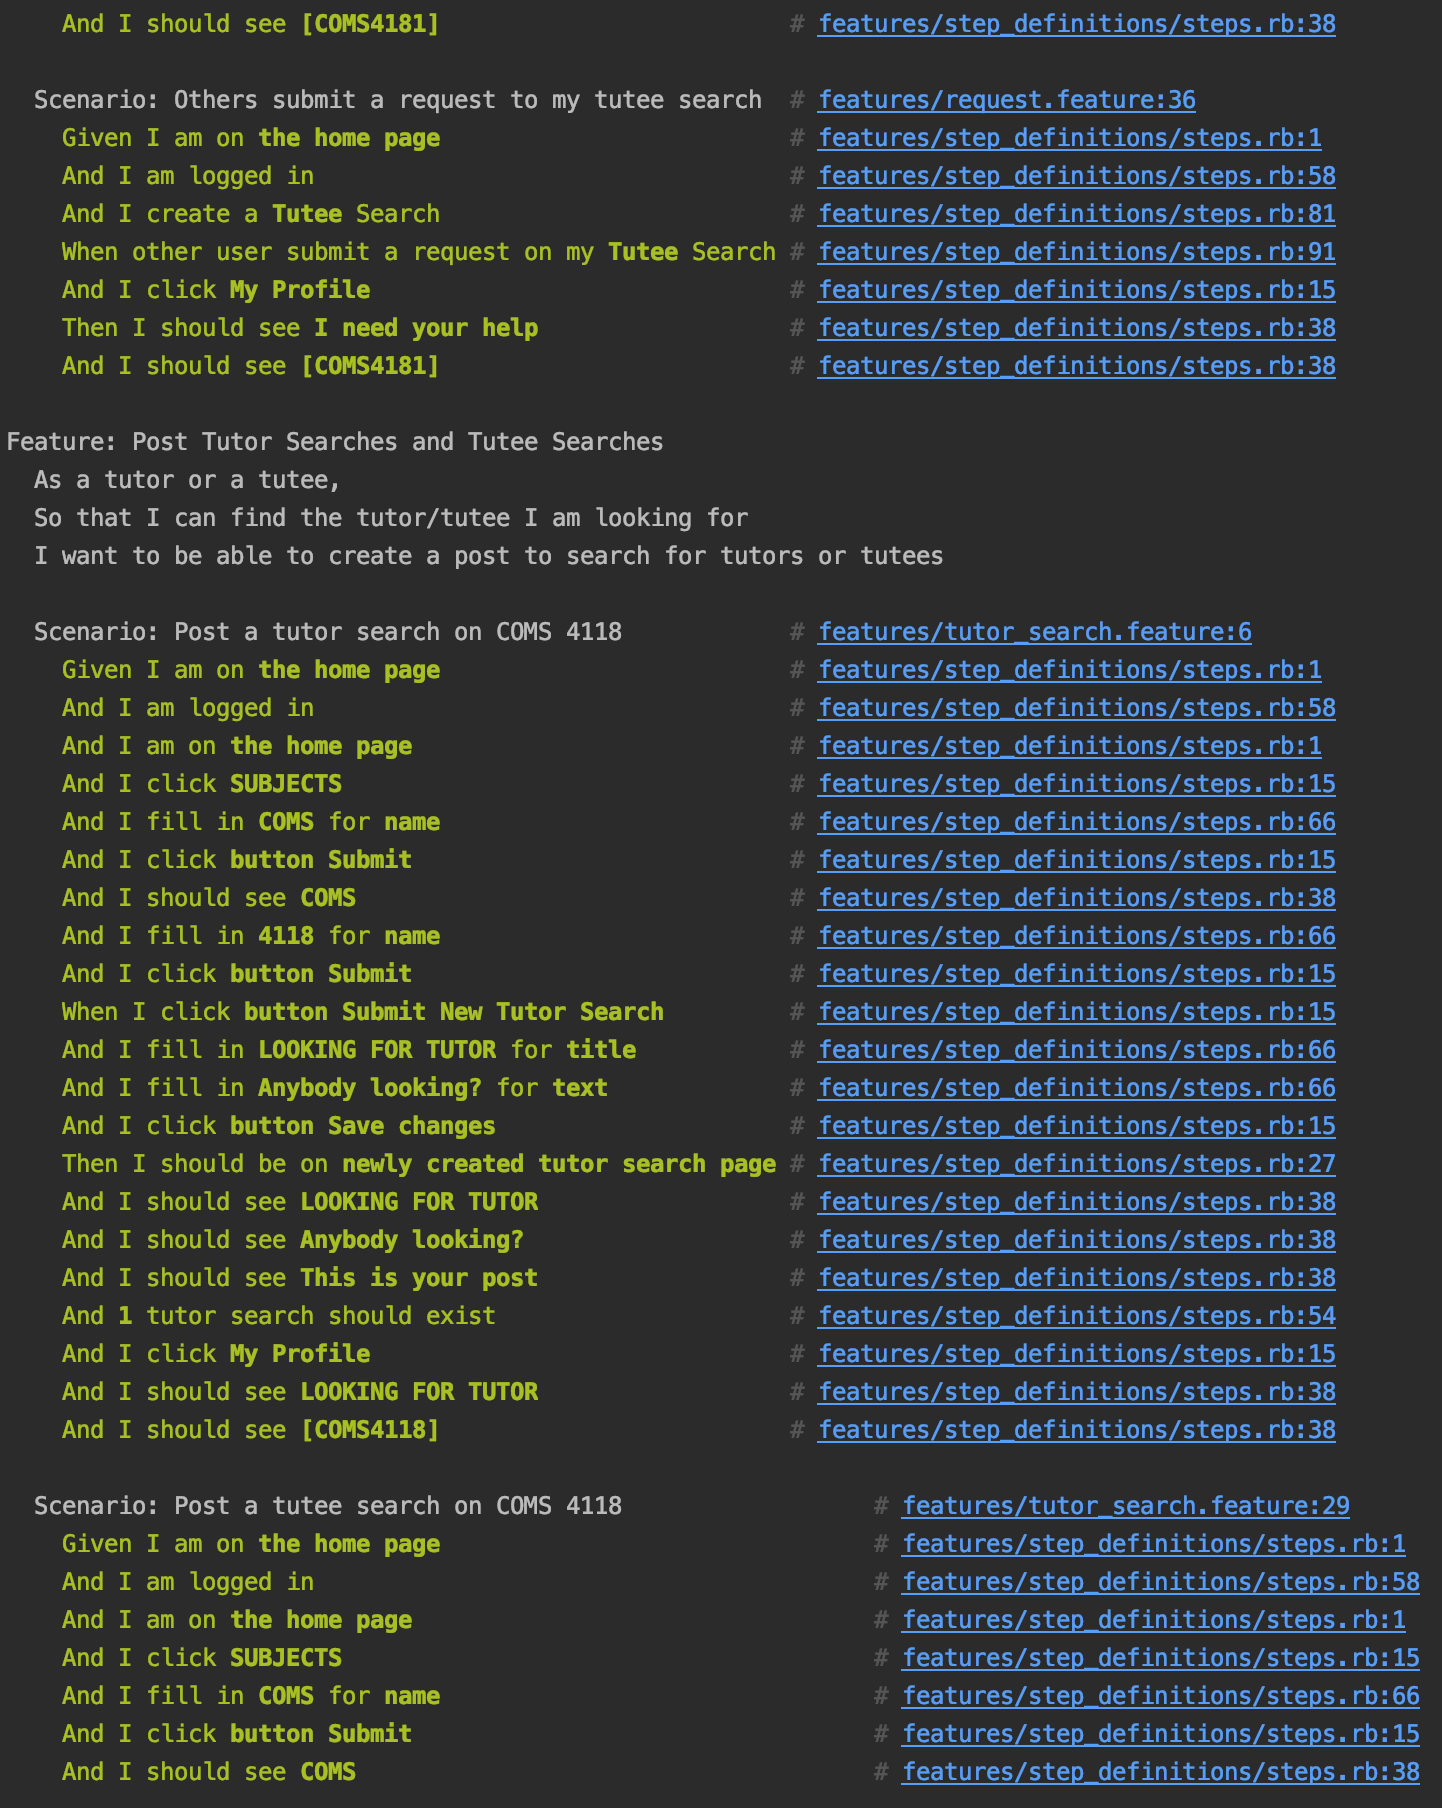 And I should see [COMS4181] # features/step_definitions/steps.rb:38
Scenario: Others submit a request to my tutee search # features/request.feature:36
Given I am on the home page # features/step_definitions/steps.rb:1
And I am logged in # features/step_definitions/steps.rb:58
And I create a Tutee Search # features/step_definitions/steps.rb:81
When other user submit a request on my Tutee Search # features/step_definitions/steps.rb:91
And I click My Profile # features/step_definitions/steps.rb:15
Then I should see I need your help # features/step_definitions/steps.rb:38
And I should see [COMS4181] # features/step_definitions/steps.rb:38
Feature: Post Tutor Searches and Tutee Searches
As a tutor or a tutee,
So that I can find the tutor/tutee I am looking for
I want to be able to create a post to search for tutors or tutees
Scenario: Post a tutor search on COMS 4118 # features/tutor_search.feature:6
Given I am on the home page # features/step_definitions/steps.rb:1
And I am logged in # features/step_definitions/steps.rb:58
And I am on the home page # features/step_definitions/steps.rb:1
And I click SUBJECTS # features/step_definitions/steps.rb:15
And I fill in COMS for name # features/step_definitions/steps.rb:66
And I click button Submit # features/step_definitions/steps.rb:15
And I should see COMS # features/step_definitions/steps.rb:38
And I fill in 4118 for name # features/step_definitions/steps.rb:66
And I click button Submit # features/step_definitions/steps.rb:15
When I click button Submit New Tutor Search # features/step_definitions/steps.rb:15
And I fill in LOOKING FOR TUTOR for title # features/step_definitions/steps.rb:66
And I fill in Anybody looking? for text # features/step_definitions/steps.rb:66
And I click button Save changes # features/step_definitions/steps.rb:15
Then I should be on newly created tutor search page # features/step_definitions/steps.rb:27
And I should see LOOKING FOR TUTOR # features/step_definitions/steps.rb:38
And I should see Anybody looking? # features/step_definitions/steps.rb:38
And I should see This is your post # features/step_definitions/steps.rb:38
And 1 tutor search should exist # features/step_definitions/steps.rb:54
And I click My Profile # features/step_definitions/steps.rb:15
And I should see LOOKING FOR TUTOR # features/step_definitions/steps.rb:38
And I should see [COMS4118] # features/step_definitions/steps.rb:38
Scenario: Post a tutee search on COMS 4118 # features/tutor_search.feature:29
Given I am on the home page # features/step_definitions/steps.rb:1
And I am logged in # features/step_definitions/steps.rb:58
And I am on the home page # features/step_definitions/steps.rb:1
And I click SUBJECTS # features/step_definitions/steps.rb:15
And I fill in COMS for name # features/step_definitions/steps.rb:66
And I click button Submit # features/step_definitions/steps.rb:15
And I should see COMS # features/step_definitions/steps.rb:38